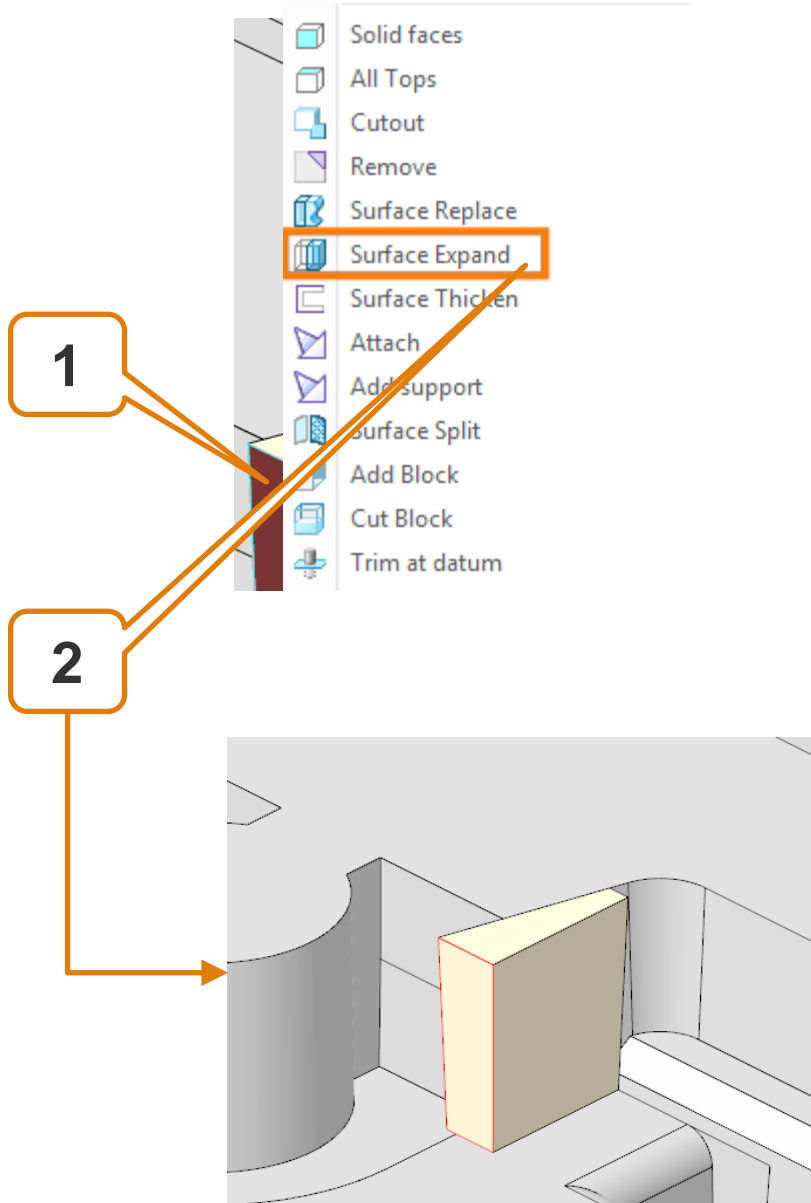 Solid faces
All Tops
Cutout
Remove
Surface Replace
Surface Expand
Surface Thicken
1
Attach
Add support
Surface Split
Add Block
Cut Block
Trim at datum
2